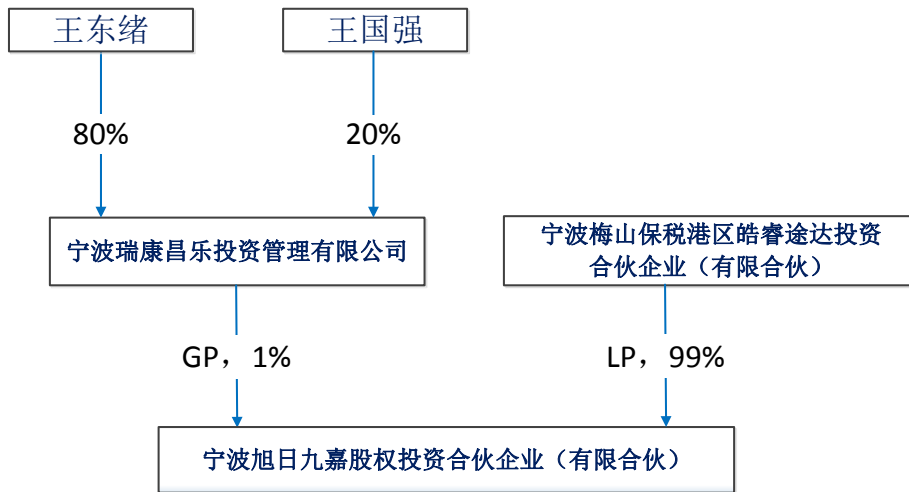 王东绪
王国强
80%
20%
宁波瑞康昌乐投资管理有限公司
宁波梅山保税港区皓睿途达投资
合伙企业（有限合伙）
GP，1%
LP，99%
宁波旭日九嘉股权投资合伙企业（有限合伙）